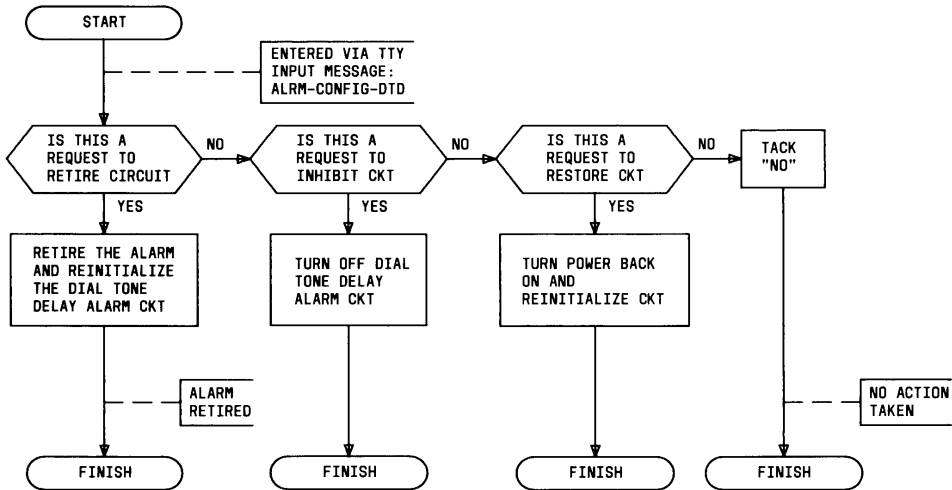 START
ENTERED VIA TTY
INPUT MESSAGE:
ALRM-CONFIG-DTD
IS THIS A
REQUEST TO
RETIRE CIRCUIT
NO
IS THIS A
REQUEST TO
INHIBIT CKT
NO
IS THIS A
REQUEST TO
RESTORE CKT
NO
TACK
"NO"
YES
YES
YES
RETIRE THE ALARM
AND REINITIALIZE
THE DIAL TONE
DELAY ALARM CKT
TURN OFF DIAL
TONE DELAY
ALARM CKT
TURN POWER BACK
ON AND
REINITIALIZE CKT
ALARM
RETIRED
NO ACTION
TAKEN
FINISH
FINISH
FINISH
FINISH